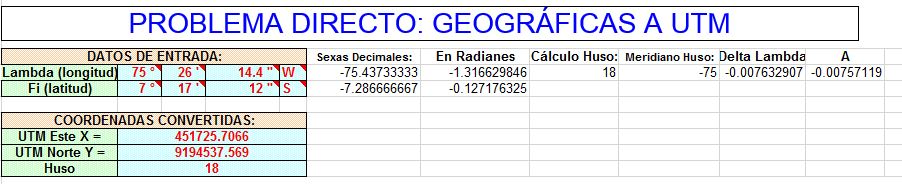 PROBLEMA DIRECTO: GEOGRÁFICAS A UTM
DATOS DE ENTRADA: Sexas Decimales: En Radianes Cálculo Huso: Meridiano Huso: Delta Lambda A
Lambda (longitud) 75 ° 26 ' 14.4 " W -75.43733333 -1.316629846 18 -75 -0.007632907 -0.00757119
Fi (latitud) 7 ° 17 ' 12 " S -7.286666667 -0.127176325
COORDENADAS CONVERTIDAS:
UTM Este X = 451725.7066
UTM Norte Y = 9194537.569
Huso 18